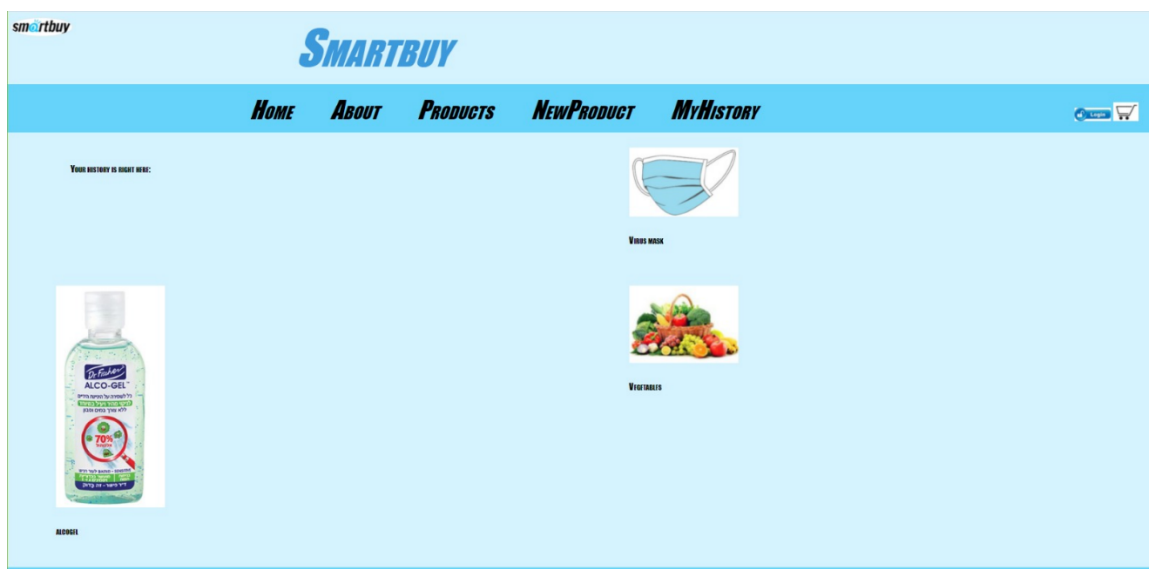 smartbuy
SMARTBUY
HOME ABOUT PRODUCTS NEWPRODUCT MYHISTORY
Login
YOUR HISTORY IS RIGHT HERE:
VIRUS MASK
Dr. Fischer
ALCO-GEL™
70%
VEGETABLES
ALCOGEL